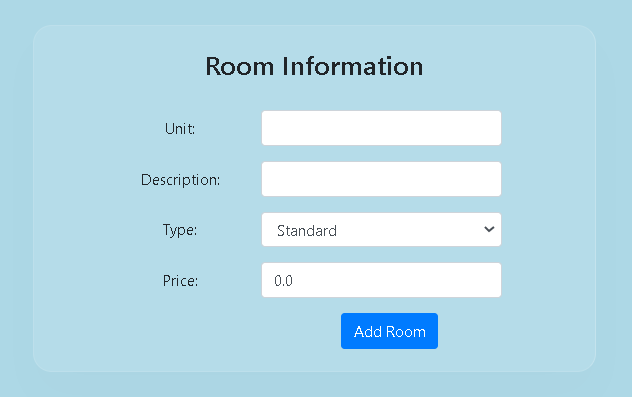 Room Information
Unit:
Description:
Type: Standard
Price: 0.0
Add Room